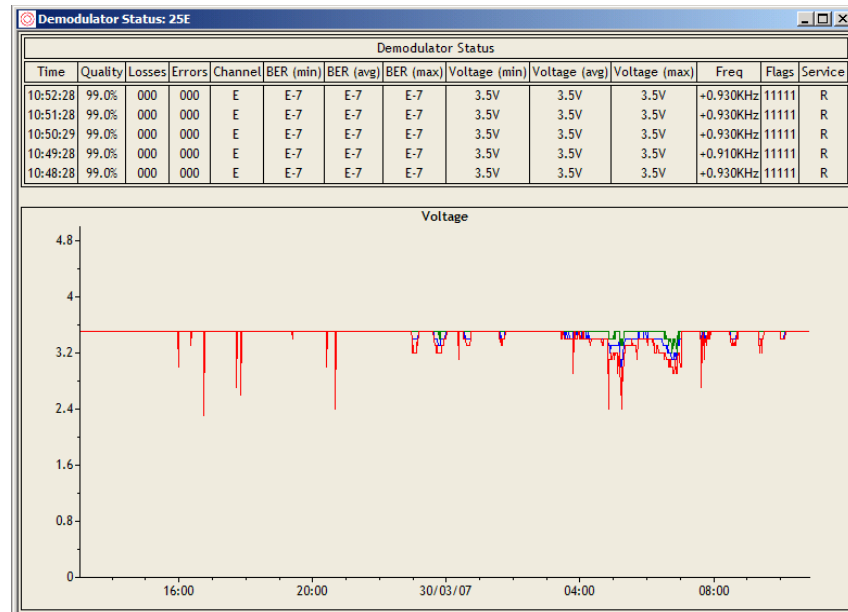 Demodulator Status: 25E
Demodulator Status
Time Quality Losses Errors Channel BER (min) BER (avg) BER (max) Voltage (min) Voltage (avg) Voltage (max) Freq Flags Service
10:52:28 99.0% 000 000 E E-7 E-7 E-7 3.5V 3.5V 3.5V +0.930KHz 11111 R
10:51:28 99.0% 000 000 E E-7 E-7 E-7 3.5V 3.5V 3.5V +0.930KHz 11111 R
10:50:29 99.0% 000 000 E E-7 E-7 E-7 3.5V 3.5V 3.5V +0.930KHz 11111 R
10:49:28 99.0% 000 000 E E-7 E-7 E-7 3.5V 3.5V 3.5V +0.910KHz 11111 R
10:48:28 99.0% 000 000 E E-7 E-7 E-7 3.5V 3.5V 3.5V +0.930KHz 11111 R
Voltage
4.8
4
3.2
2.4
1.6
0.8
0
16:00 20:00 30/03/07 04:00 08:00